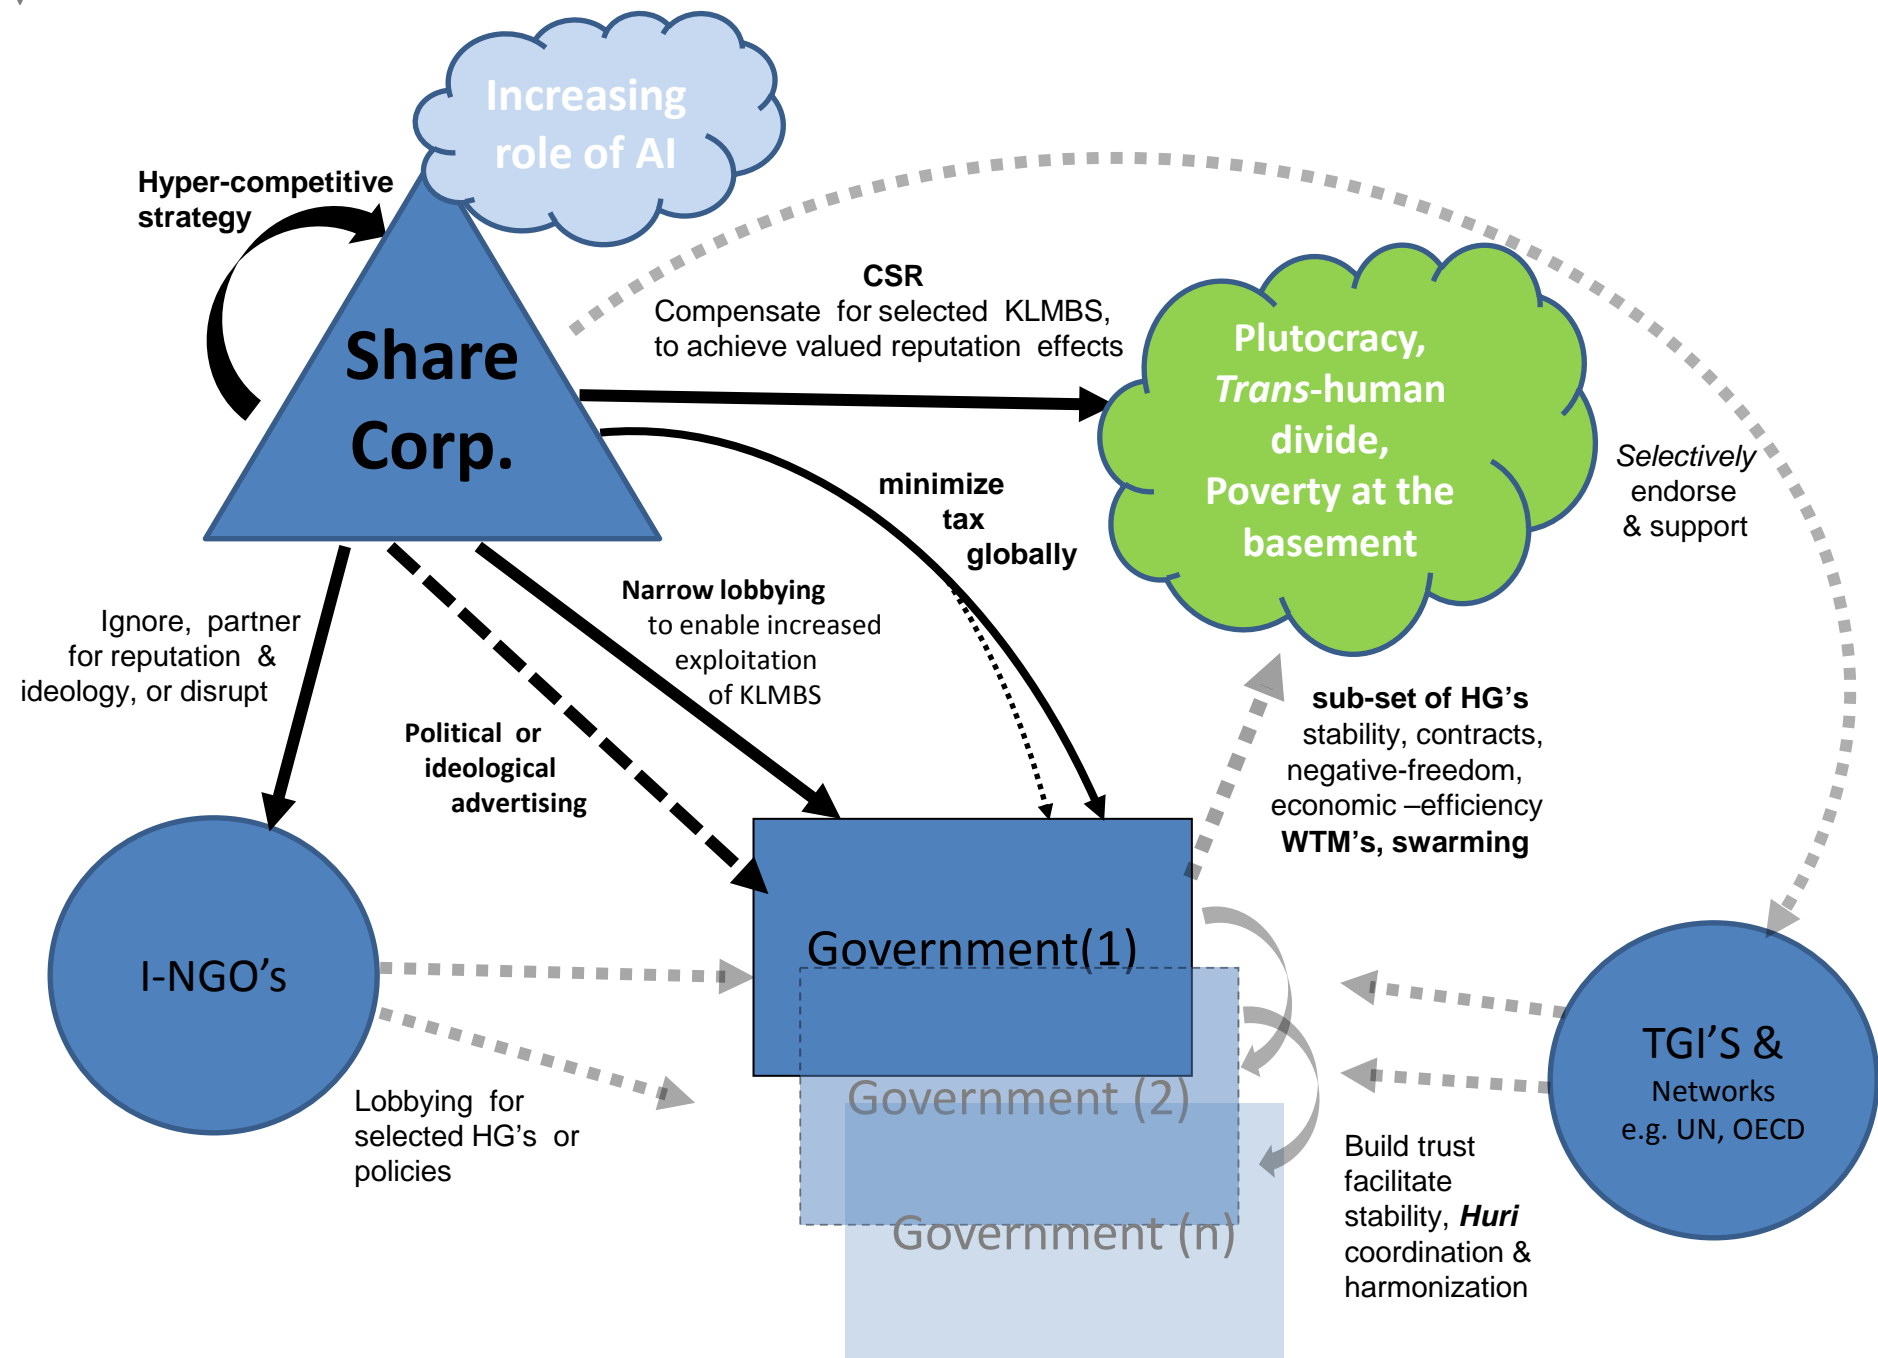 Increasing
role of AI
Hyper-competitive
strategy
Share
Corp.
CSR
Compensate for selected KLMBS,
to achieve valued reputation effects
Plutocracy,
Trans-human
divide,
Poverty at the
basement
Selectively
endorse
& support
minimize
tax
globally
Narrow lobbying
to enable increased
exploitation
of KLMBS
Ignore, partner
for reputation &
ideology, or disrupt
Political or
ideological
advertising
sub-set of HG's
stability, contracts,
negative-freedom,
economic –efficiency
WTM's, swarming
I-NGO's
Government(1)
Government (2)
Government (n)
Lobbying for
selected HG's or
policies
TGI'S &
Networks
e.g. UN, OECD
Build trust
facilitate
stability, Huri
coordination &
harmonization